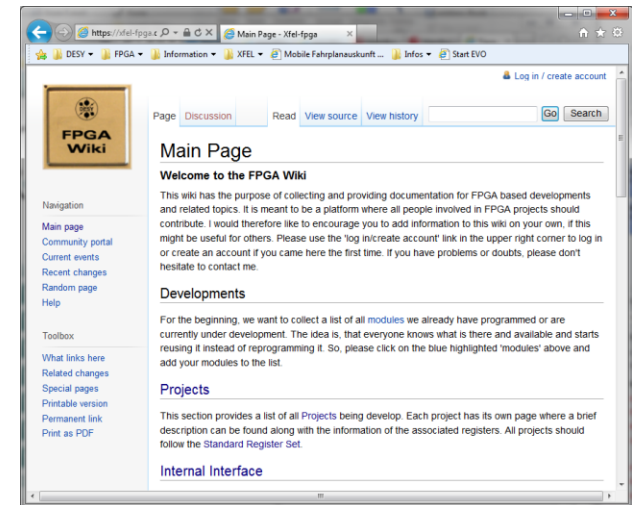 https://xfel-fpga.c
Main Page - Xfel-fpga
DESY
FPGA
Information
XFEL
Mobile Fahrplanauskunft ...
Infos
Start EVO
Log in / create account
DESY
FPGA
Wiki
Page Discussion Read View source View history Go Search
Main Page
Welcome to the FPGA Wiki
This wiki has the purpose of collecting and providing documentation for FPGA based developments
and related topics. It is meant to be a platform where all people involved in FPGA projects should
contribute. I would therefore like to encourage you to add information to this wiki on your own, if this
might be useful for others. Please use the 'log in/create account' link in the upper right corner to log in
or create an account if you came here the first time. If you have problems or doubts, please don't
hesitate to contact me.
Developments
For the beginning, we want to collect a list of all modules we already have programmed or are
currently under development. The idea is, that everyone knows what is there and available and starts
reusing it instead of reprogramming it. So, please click on the blue highlighted 'modules' above and
add your modules to the list.
Projects
This section provides a list of all Projects being develop. Each project has its own page where a brief
description can be found along with the information of the associated registers. All projects should
follow the Standard Register Set.
Internal Interface
Navigation
Main page
Community portal
Current events
Recent changes
Random page
Help
Toolbox
What links here
Related changes
Special pages
Printable version
Permanent link
Print as PDF